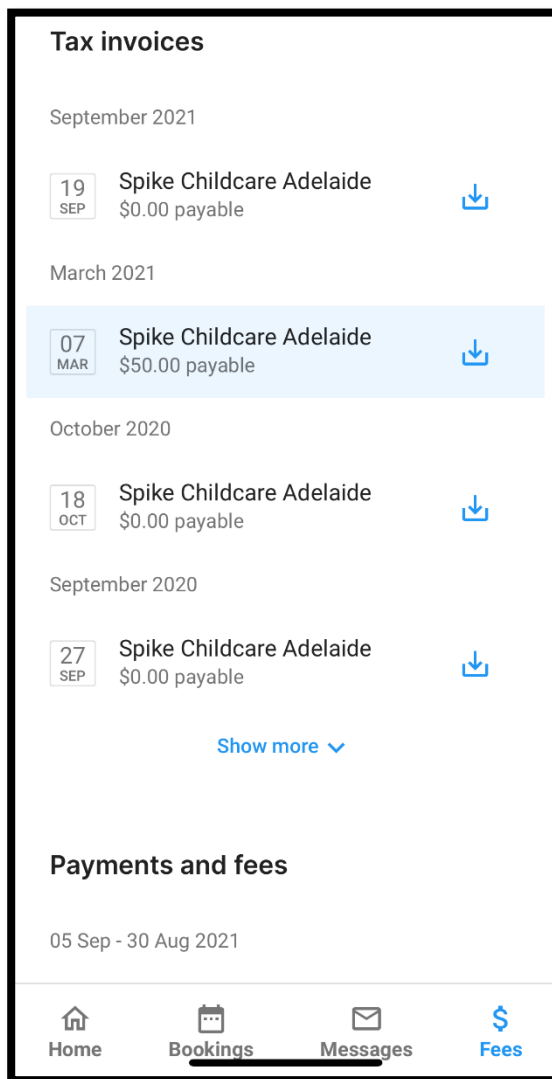 Tax invoices
September 2021
19
SEP
Spike Childcare Adelaide
$0.00 payable
March 2021
07
MAR
Spike Childcare Adelaide
$50.00 payable
October 2020
18
OCT
Spike Childcare Adelaide
$0.00 payable
September 2020
27
SEP
Spike Childcare Adelaide
$0.00 payable
Show more
Payments and fees
05 Sep - 30 Aug 2021
Home
Bookings
Messages
$
Fees